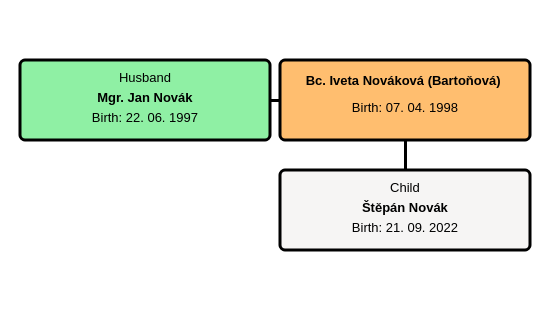 Husband
Mgr. Jan Novák
Birth: 22. 06. 1997
Bc. Iveta Nováková (Bartoňová)
Birth: 07. 04. 1998
Child
Štěpán Novák
Birth: 21. 09. 2022